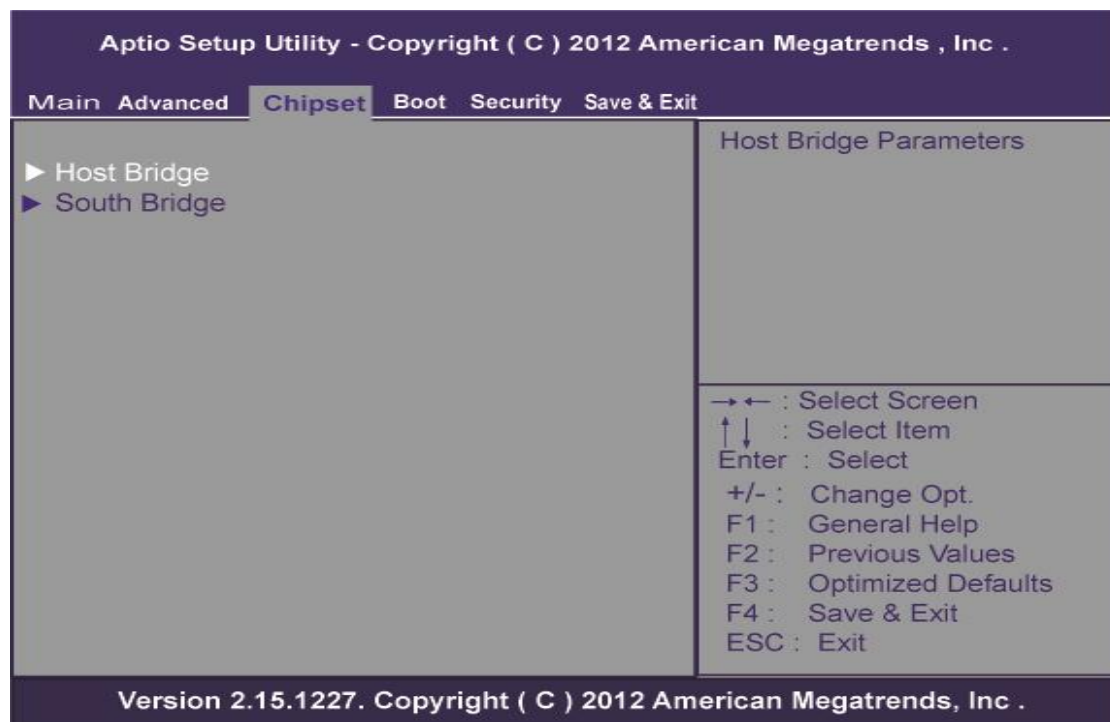 Aptio Setup Utility - Copyright ( C ) 2012 American Megatrends , Inc .
Main Advanced Chipset Boot Security Save & Exit
► Host Bridge
► South Bridge
Host Bridge Parameters
→ ← : Select Screen
↑ ↓ : Select Item
Enter : Select
+/- : Change Opt.
F1 : General Help
F2 : Previous Values
F3 : Optimized Defaults
F4 : Save & Exit
ESC : Exit
Version 2.15.1227. Copyright ( C ) 2012 American Megatrends, Inc .